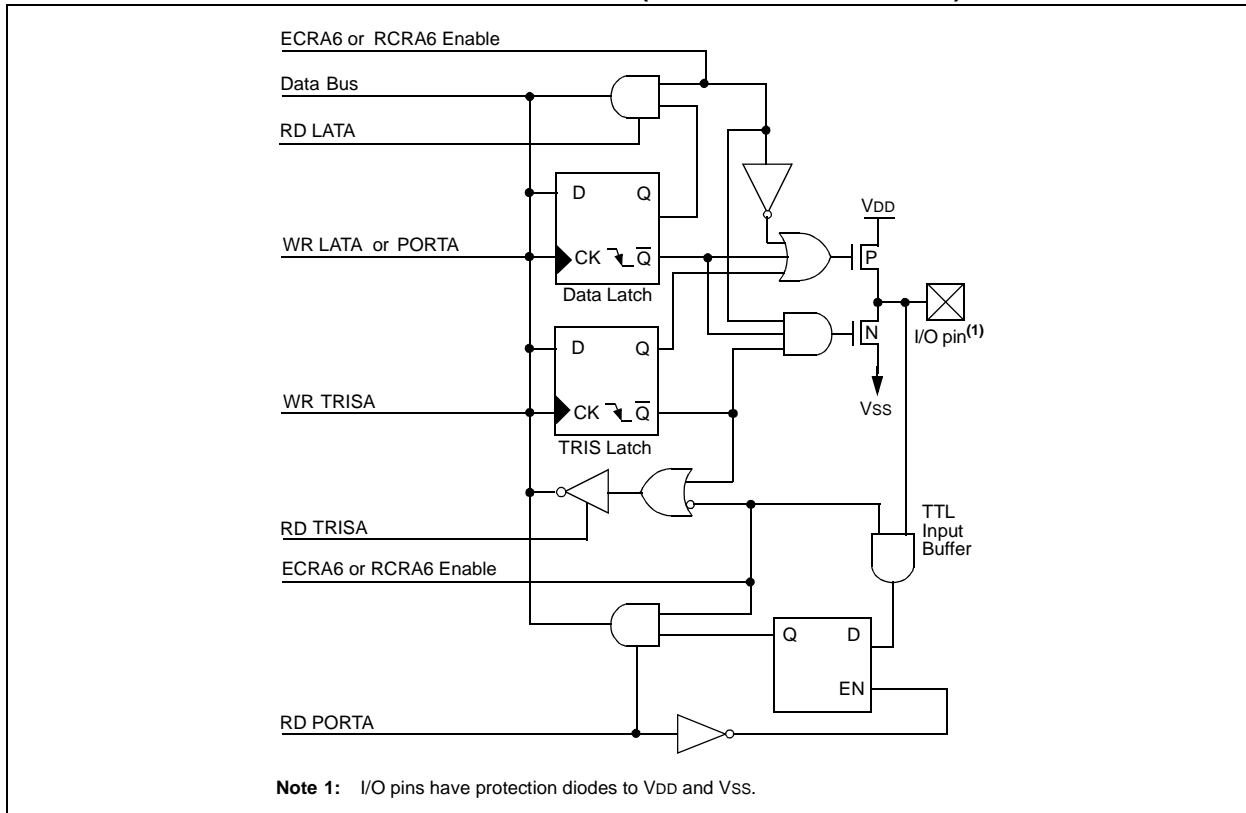 ECRA6 or RCRA6 Enable
Data Bus
RD LATA
D Q
VDD
WR LATA or PORTA
CK Q
P
Data Latch
I/O pin(1)
N
D Q
WR TRISA
CK Q
VSS
TRIS Latch
TTL
Input
Buffer
RD TRISA
ECRA6 or RCRA6 Enable
Q D
EN
RD PORTA
Note 1: I/O pins have protection diodes to VDD and VSS.